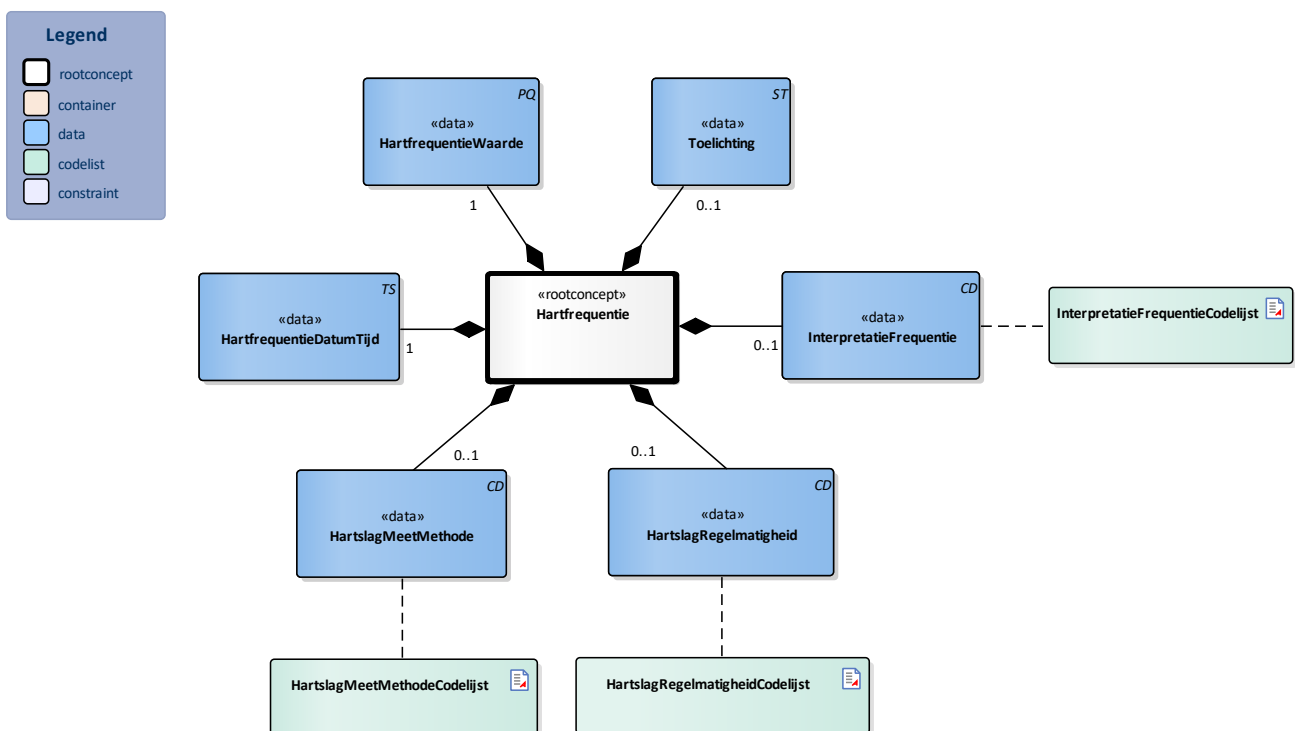 Legend
rootconcept
container
data
codelist
constraint
PQ
«data»
HartfrequentieWaarde
ST
«data»
Toelichting
1
0..1
TS
«data»
HartfrequentieDatumTijd
1
«rootconcept»
Hartfrequentie
CD
«data»
InterpretatieFrequentie
0..1
InterpretatieFrequentieCodelijst
0..1
0..1
CD
«data»
HartslagMeetMethode
CD
«data»
HartslagRegelmatigheid
HartslagMeetMethodeCodelijst
HartslagRegelmatigheidCodelijst